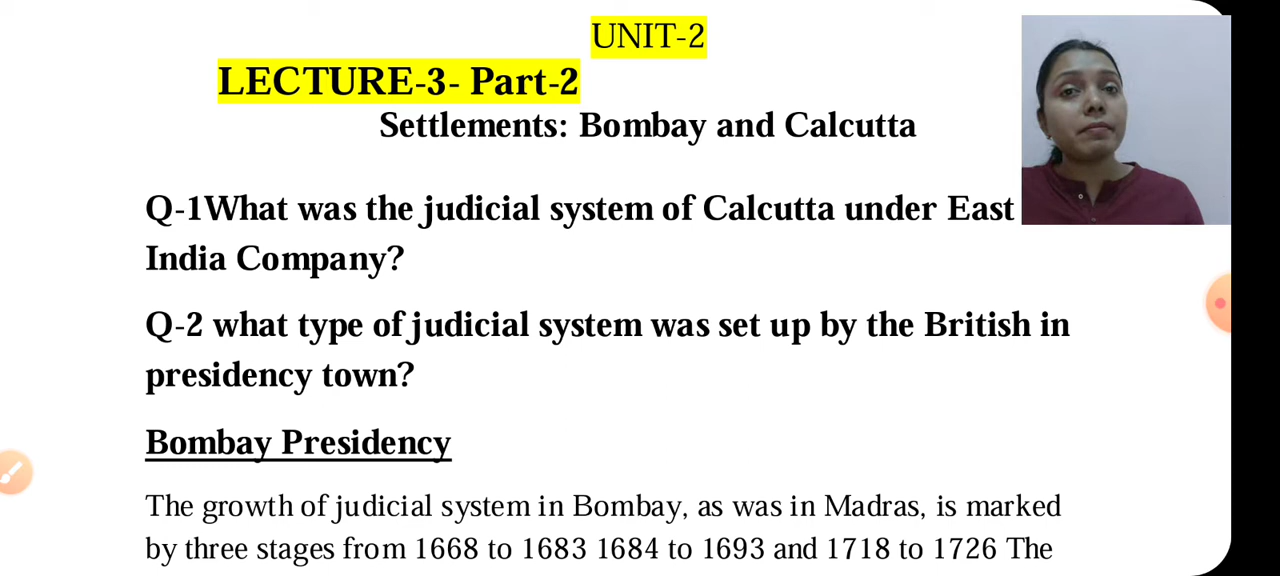 UNIT-2
LECTURE-3- Part-2
Settlements: Bombay and Calcutta
Q-1What was the judicial system of Calcutta under East
India Company?
Q-2 what type of judicial system was set up by the British in
presidency town?
Bombay Presidency
The growth of judicial system in Bombay, as was in Madras, is marked
by three stages from 1668 to 1683 1684 to 1693 and 1718 to 1726 The